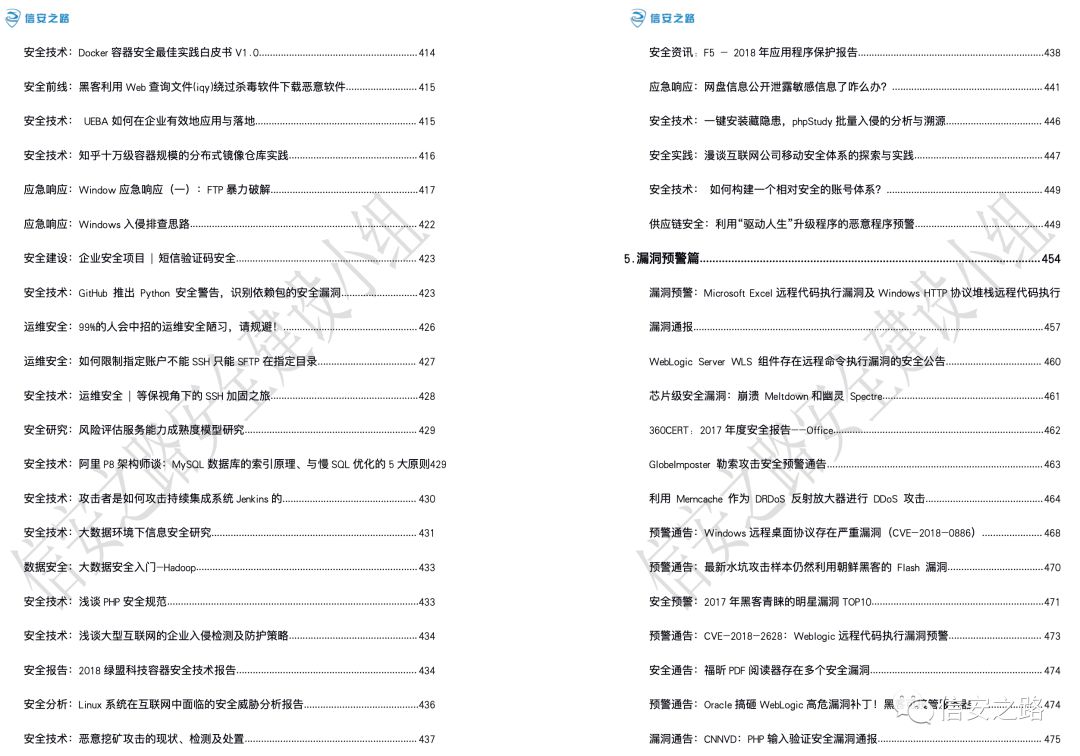 信安之路
安全技术：Docker 容器安全最佳实践白皮书 V1.0 414
安全前线：黑客利用 Web 查询文件(iqy)绕过杀毒软件下载恶意软件 415
安全技术： UEBA 如何在企业有效地应用与落地 415
安全技术：知乎十万级容器规模的分布式镜像仓库实践 416
应急响应：Window 应急响应（一）：FTP 暴力破解 417
应急响应：Windows 入侵排查思路 422
安全建设：企业安全项目 | 短信验证码安全 423
安全技术：GitHub 推出 Python 安全警告，识别依赖包的安全漏洞 423
运维安全：99%的人会中招的运维安全陋习，请规避！ 426
运维安全：如何限制指定账户不能 SSH 只能 SFTP 在指定目录 427
安全技术：运维安全 | 等保视角下的 SSH 加固之旅 428
安全研究：风险评估服务能力成熟度模型研究 429
安全技术：阿里 P8 架构师谈：MySQL 数据库的索引原理、与慢 SQL 优化的 5 大原则429
安全技术：攻击者是如何攻击持续集成系统 Jenkins 的 430
安全技术：大数据环境下信息安全研究 431
数据安全：大数据安全入门—Hadoop 433
安全技术：浅谈 PHP 安全规范 433
安全技术：浅谈大型互联网的企业入侵检测及防护策略 434
安全报告：2018 绿盟科技容器安全技术报告 434
安全分析：Linux 系统在互联网中面临的安全威胁分析报告 436
安全技术：恶意挖矿攻击的现状、检测及处置 437
信安之路安全建设小组
信安之路
安全资讯：F5 - 2018 年应用程序保护报告 438
应急响应：网盘信息公开泄露敏感信息了咋么办？ 441
安全技术：一键安装藏隐患，phpStudy 批量入侵的分析与溯源 446
安全实践：漫谈互联网公司移动安全体系的探索与实践 447
安全技术： 如何构建一个相对安全的账号体系？ 449
供应链安全：利用“驱动人生”升级程序的恶意程序预警 449
5.漏洞预警篇 454
漏洞预警：Microsoft Excel 远程代码执行漏洞及 Windows HTTP 协议堆栈远程代码执行
漏洞通报 457
WebLogic Server WLS 组件存在远程命令执行漏洞的安全公告 460
芯片级安全漏洞：崩溃 Meltdown 和幽灵 Spectre 461
360CERT：2017 年度安全报告--Office 462
GlobeImposter 勒索攻击安全预警通告 463
利用 Memcache 作为 DRDoS 反射放大器进行 DDoS 攻击 464
预警通告：Windows 远程桌面协议存在严重漏洞（CVE-2018-0886） 468
预警通告：最新水坑攻击样本仍然利用朝鲜黑客的 Flash 漏洞 470
安全预警：2017 年黑客青睐的明星漏洞 TOP10 471
预警通告：CVE-2018-2628：Weblogic 远程代码执行漏洞预警 473
安全通告：福昕 PDF 阅读器存在多个安全漏洞 474
预警通告：Oracle 搞砸 WebLogic 高危漏洞补丁！黑 管 474
漏洞通告：CNNVD：PHP 输入验证安全漏洞通报 475
信安之路安全建设小组
信安之路